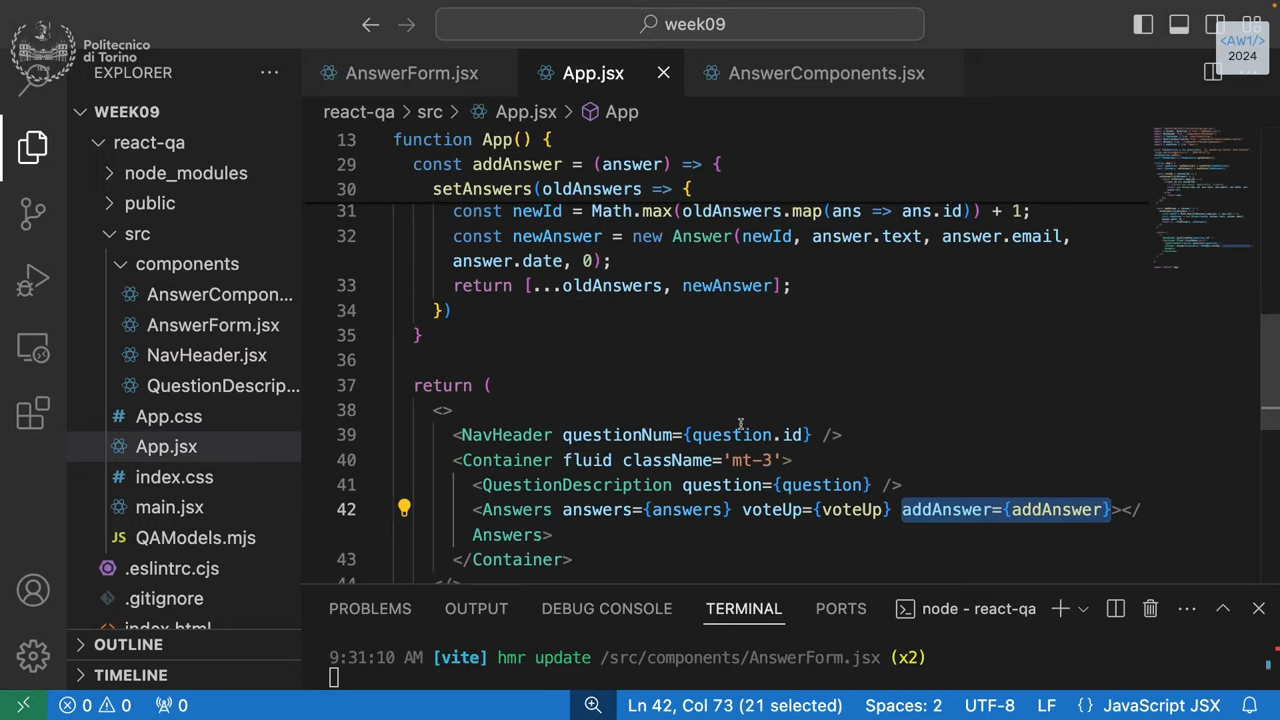 week09
Politecnico
di Torino
<AW1/>
2024
EXPLORER
AnswerForm.jsx
App.jsx
AnswerComponents.jsx
WEEK09
react-qa
node_modules
public
src
components
AnswerCompon...
AnswerForm.jsx
NavHeader.jsx
QuestionDescrip...
App.css
App.jsx
index.css
main.jsx
JS QAModels.mjs
.eslintrc.cjs
.gitignore
index.html
OUTLINE
TIMELINE
react-qa > src > App.jsx > App
13 function App() {
29 const addAnswer = (answer) => {
30 setAnswers(oldAnswers => {
31 const newId = Math.max(oldAnswers.map(ans => ans.id)) + 1;
32 const newAnswer = new Answer(newId, answer.text, answer.email,
answer.date, 0);
33 return [...oldAnswers, newAnswer];
34 })
35 }
36
37 return (
38 <>
39 <NavHeader questionNum={question.id} />
40 <Container fluid className='mt-3'>
41 <QuestionDescription question={question} />
42 <Answers answers={answers} voteUp={voteUp} addAnswer={addAnswer}></
Answers>
43 </Container>
44 </>
PROBLEMS OUTPUT DEBUG CONSOLE TERMINAL PORTS node - react-qa
9:31:10 AM [vite] hmr update /src/components/AnswerForm.jsx (x2)
0 0 0 Ln 42, Col 73 (21 selected) Spaces: 2 UTF-8 LF {} JavaScript JSX